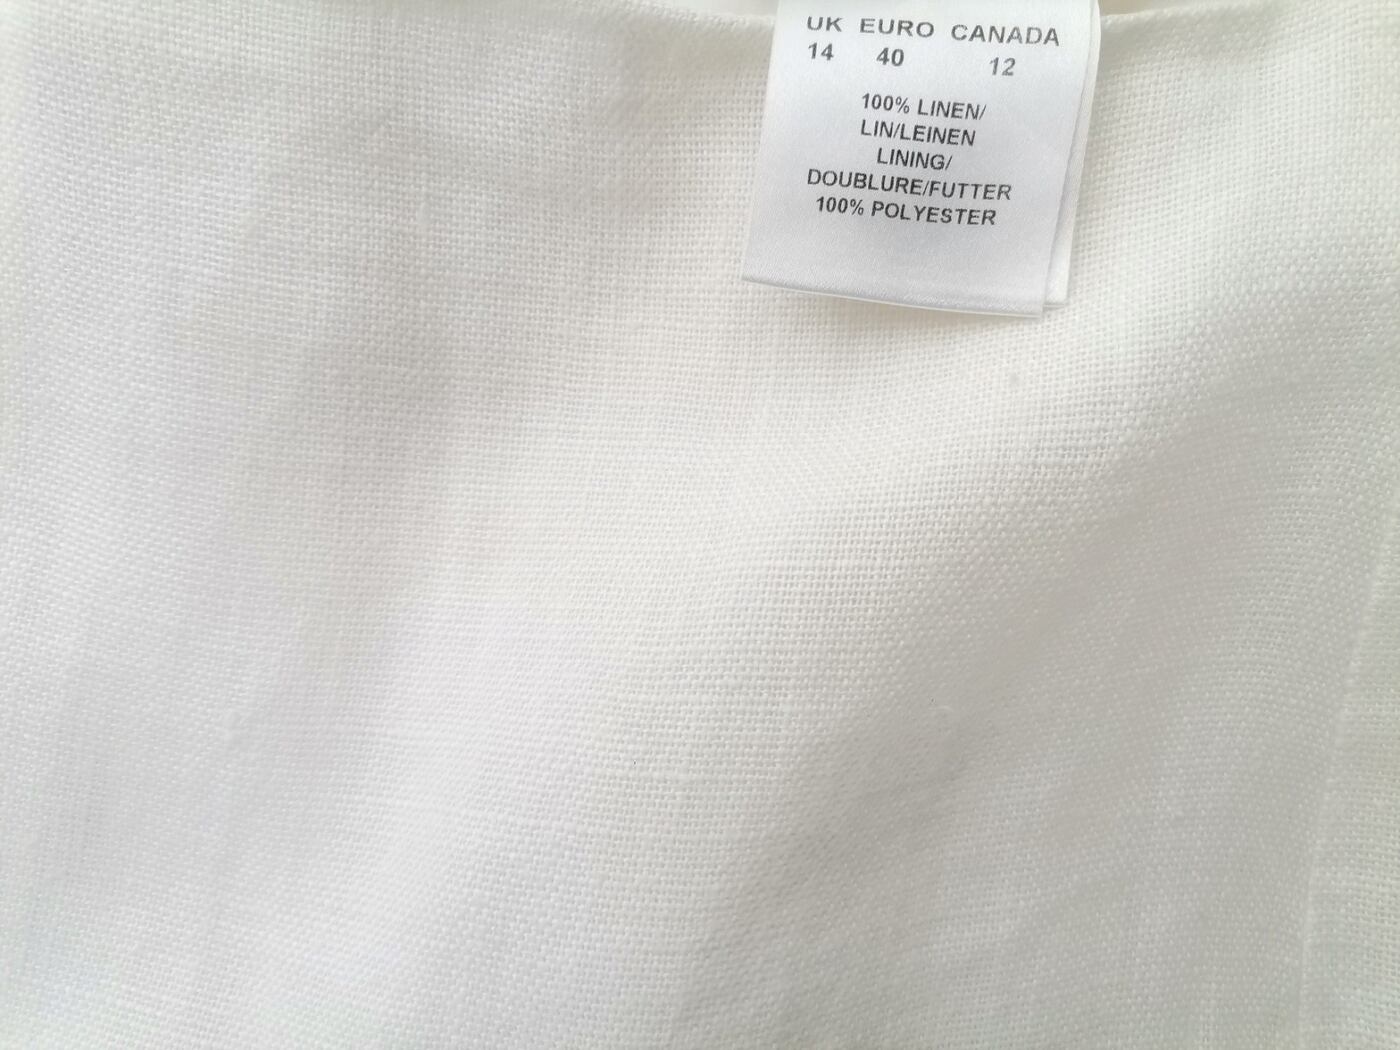 UK EURO CANADA
14 40 12
100% LINEN/
LIN/LEINEN
LINING/
DOUBLURE/FUTTER
100% POLYESTER